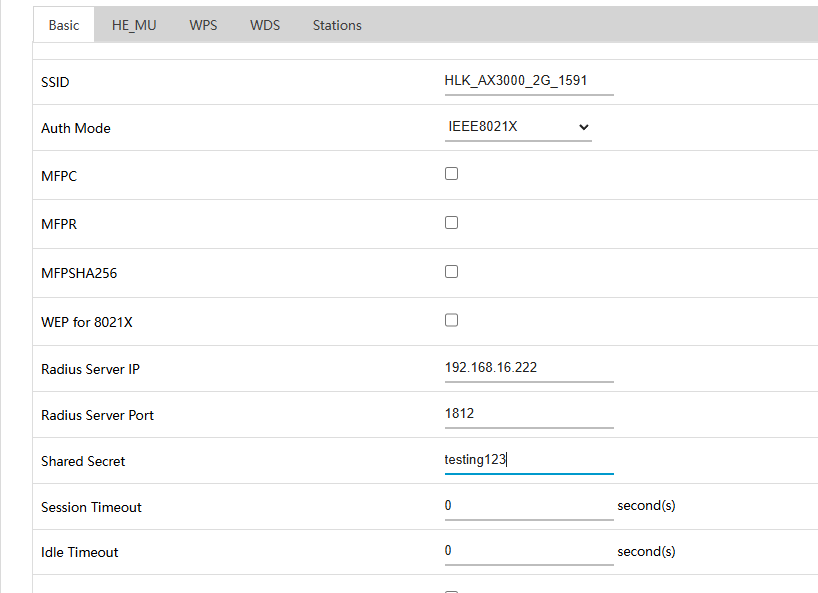 Basic HE_MU WPS WDS Stations
SSID HLK_AX3000_2G_1591
Auth Mode IEEE8021X
MFPC
MFPR
MFPSHA256
WEP for 8021X
Radius Server IP 192.168.16.222
Radius Server Port 1812
Shared Secret testing123
Session Timeout 0 second(s)
Idle Timeout 0 second(s)